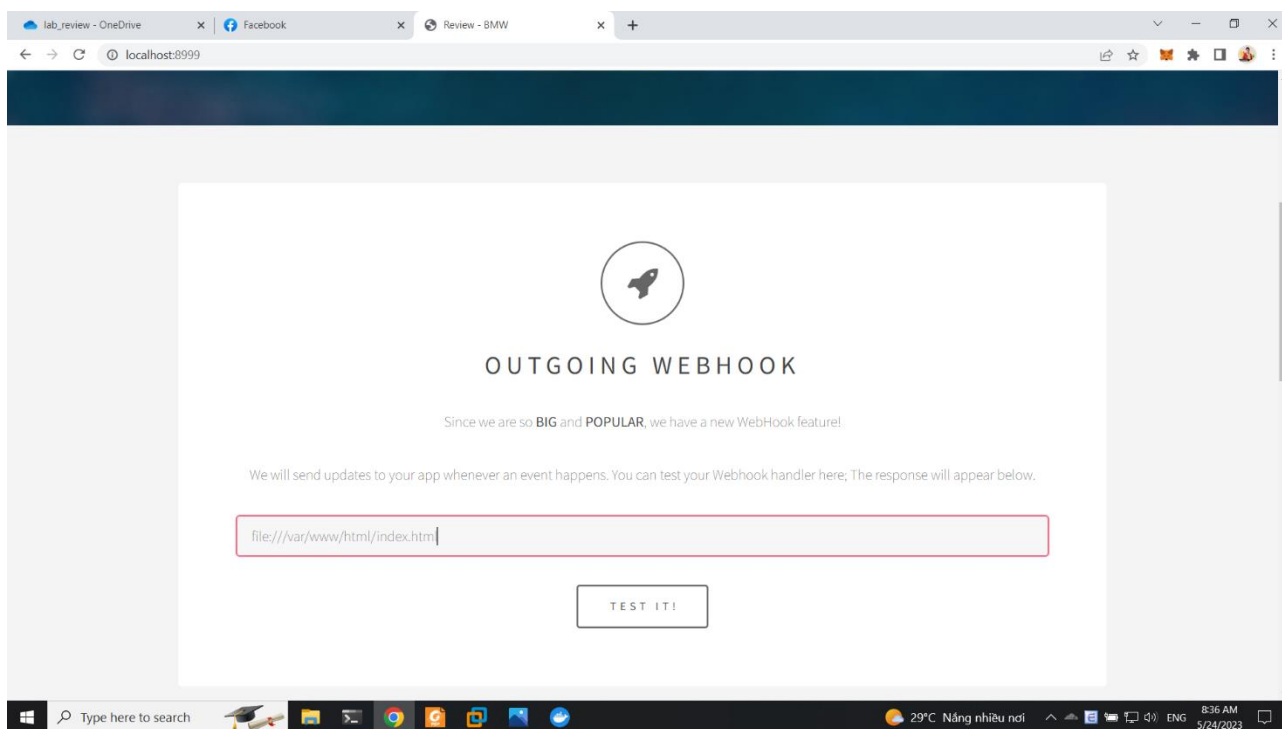 lab_review - OneDrive
Facebook
Review - BMW
localhost:8999
OUTGOING WEBHOOK
Since we are so BIG and POPULAR, we have a new WebHook feature!
We will send updates to your app whenever an event happens. You can test your Webhook handler here; The response will appear below.
file:///var/www/html/index.html
TEST IT!
Type here to search
29°C Nắng nhiều nơi
ENG
8:36 AM
5/24/2023